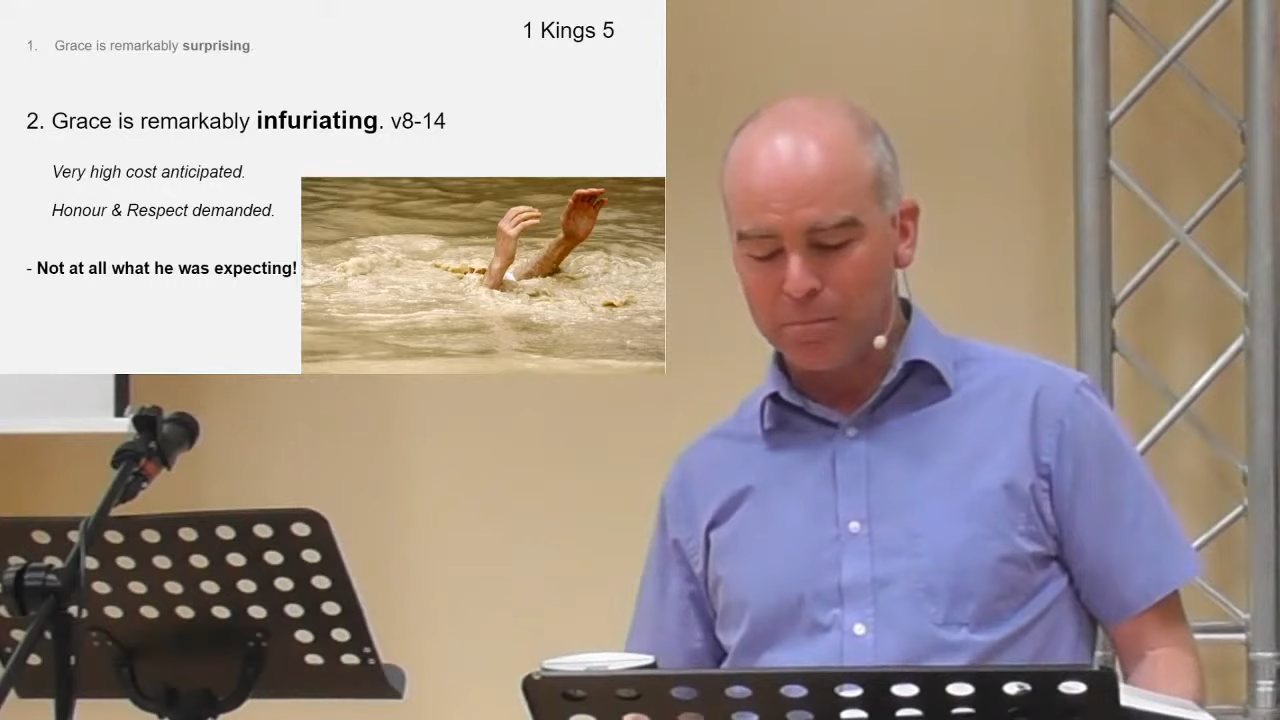 1 Kings 5
1. Grace is remarkably surprising.
2. Grace is remarkably infuriating. v8-14
Very high cost anticipated.
Honour & Respect demanded.
- Not at all what he was expecting!